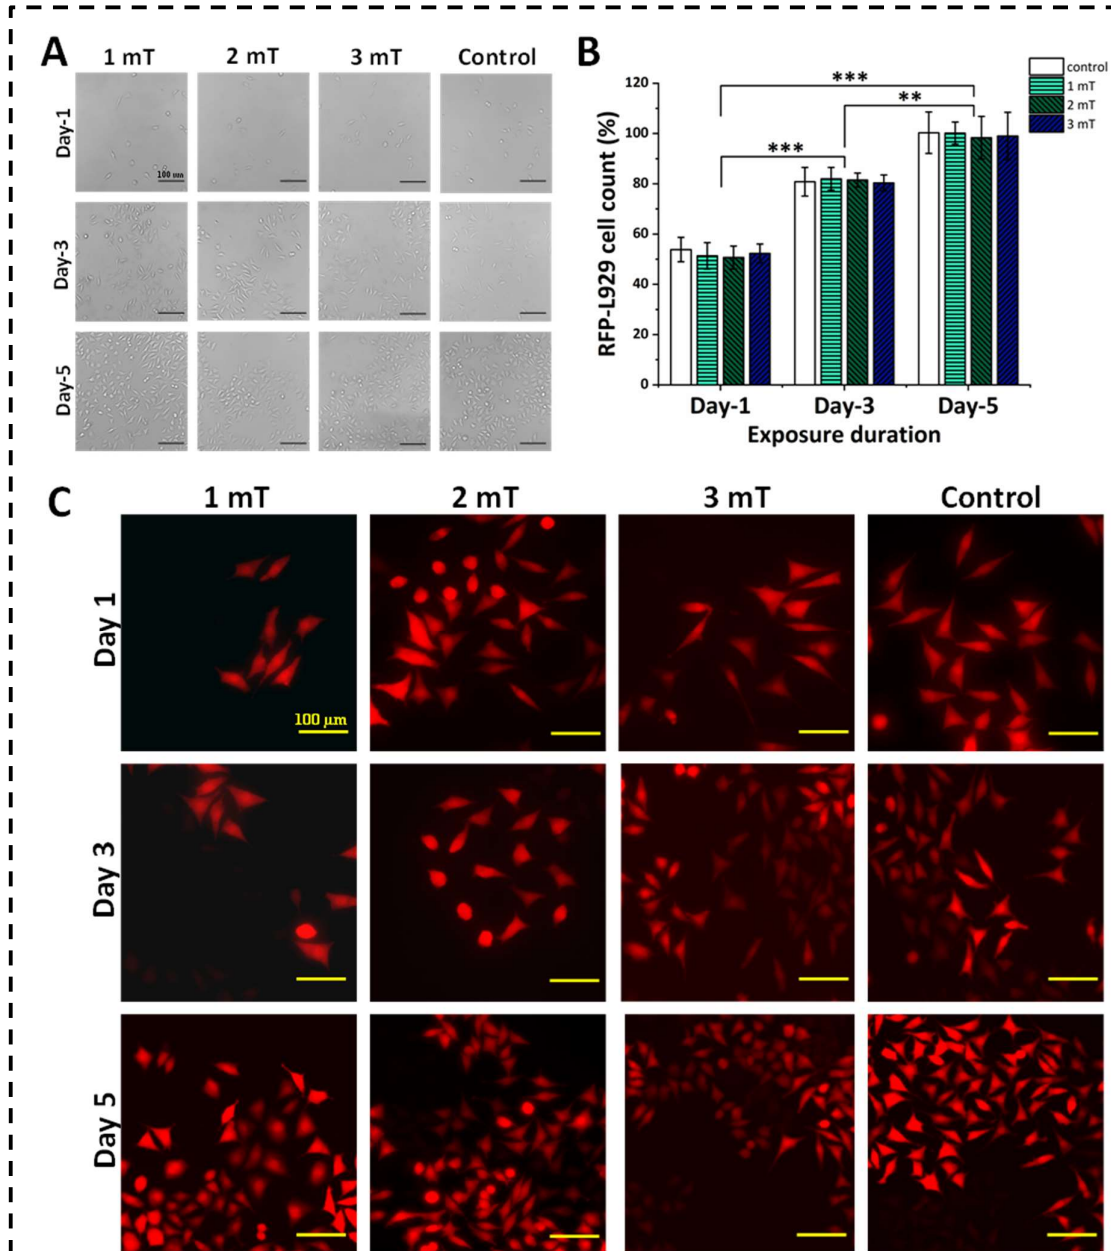 A
1 mT 2 mT 3 mT Control
Day-1
100 um
Day-3
Day-5
B
control
1 mT
2 mT
3 mT
RFP-L929 cell count (%)
120
100
80
60
40
20
0
***
**
***
Day-1 Day-3 Day-5
Exposure duration
C
1 mT 2 mT 3 mT Control
Day 1
100 μm
Day 3
Day 5